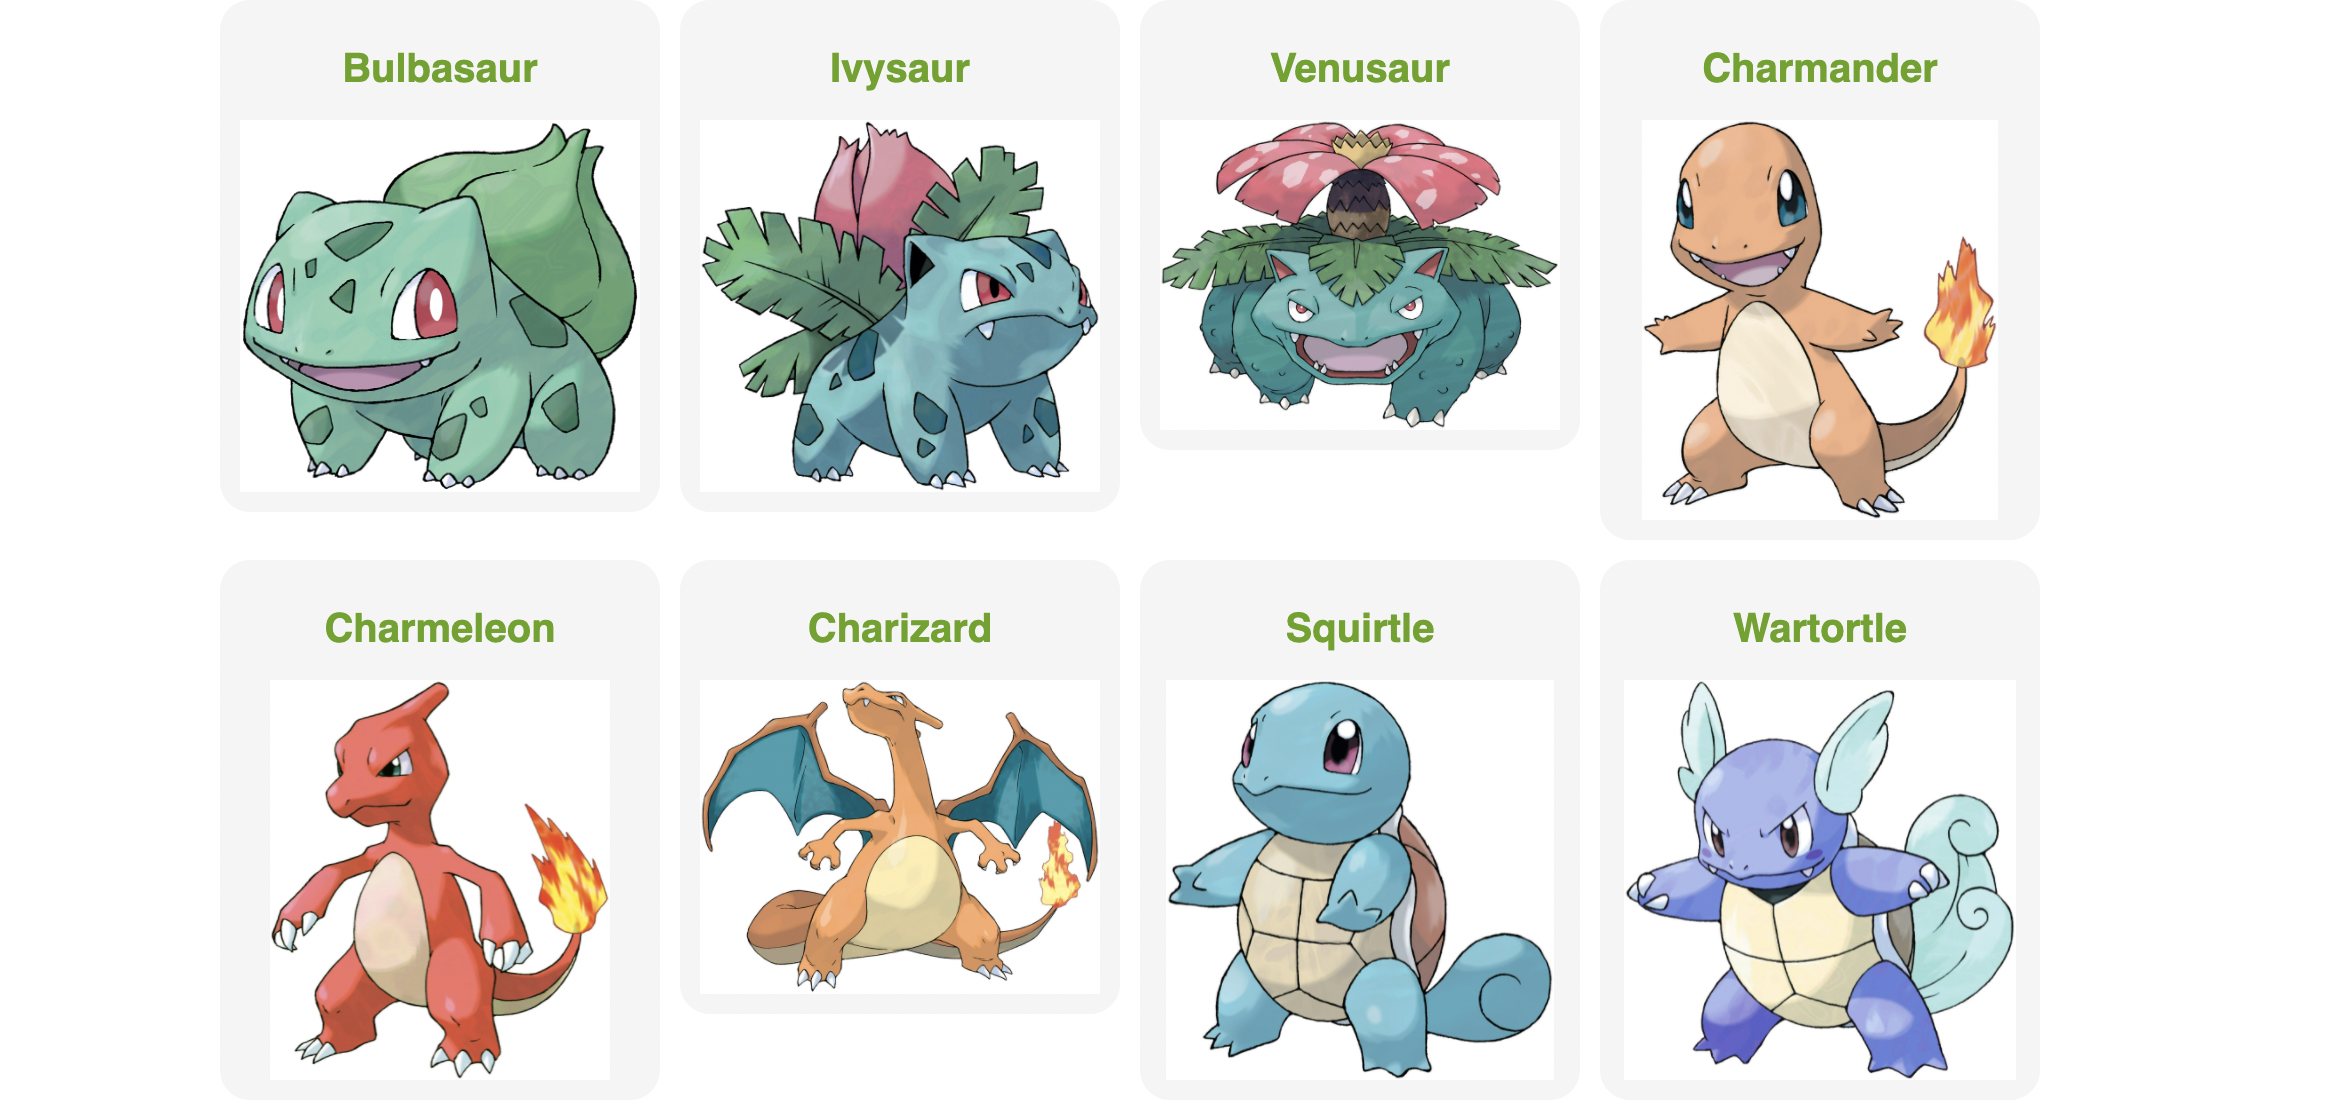 Bulbasaur
Ivysaur
Venusaur
Charmander
Charmeleon
Charizard
Squirtle
Wartortle